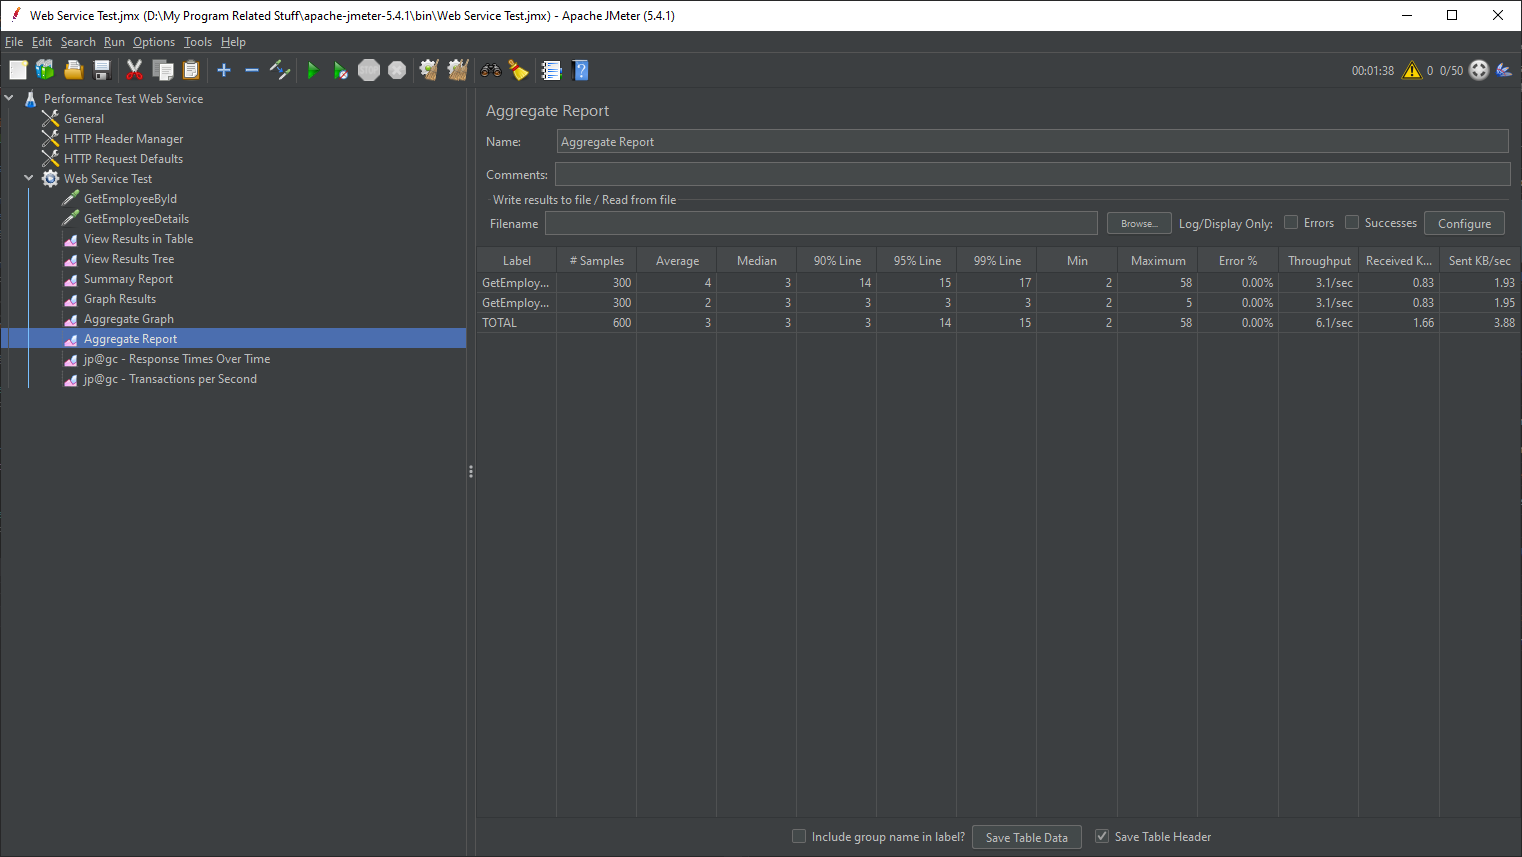 Web Service Test.jmx (D:\My Program Related Stuff\apache-jmeter-5.4.1\bin\Web Service Test.jmx) - Apache JMeter (5.4.1)
File Edit Search Run Options Tools Help
STOP
00:01:38 0 0/50
Performance Test Web Service
General
HTTP Header Manager
HTTP Request Defaults
Web Service Test
GetEmployeeById
GetEmployeeDetails
View Results in Table
View Results Tree
Summary Report
Graph Results
Aggregate Graph
Aggregate Report
jp@gc - Response Times Over Time
jp@gc - Transactions per Second
Aggregate Report
Name: Aggregate Report
Comments:
Write results to file / Read from file
Filename Browse... Log/Display Only: Errors Successes Configure
Label # Samples Average Median 90% Line 95% Line 99% Line Min Maximum Error % Throughput Received K... Sent KB/sec
GetEmploy... 300 4 3 14 15 17 2 58 0.00% 3.1/sec 0.83 1.93
GetEmploy... 300 2 3 3 3 3 2 5 0.00% 3.1/sec 0.83 1.95
TOTAL 600 3 3 3 14 15 2 58 0.00% 6.1/sec 1.66 3.88
Include group name in label? Save Table Data Save Table Header